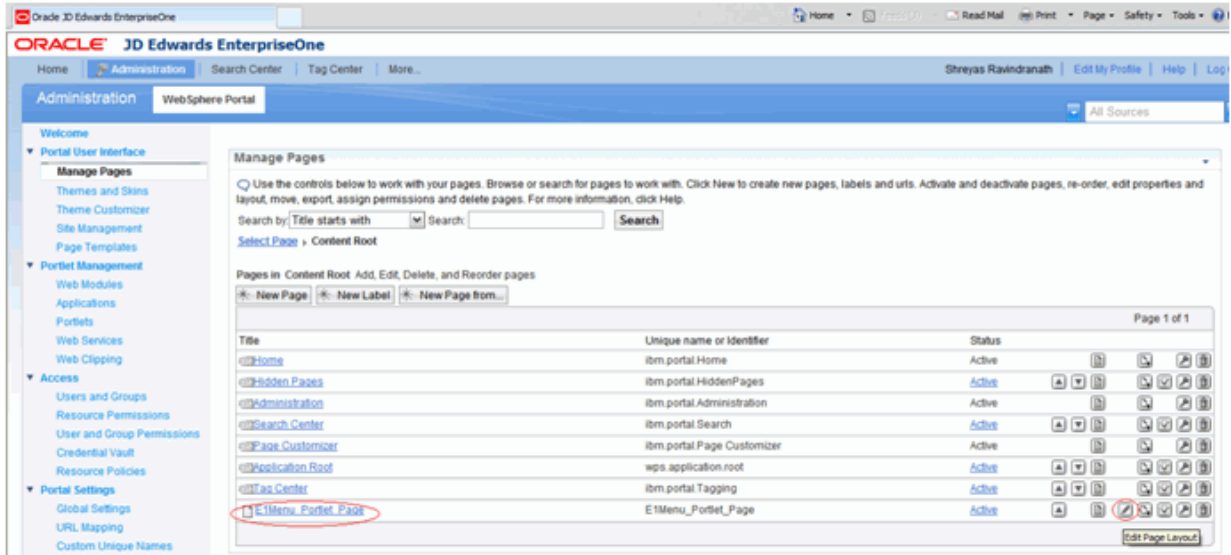 Oracle JD Edwards EnterpriseOne
Home Read Mail Print Page Safety Tools
ORACLE JD Edwards EnterpriseOne
Home Administration Search Center Tag Center More...
Shreyas Ravindranath Edit My Profile Help Log
Administration WebSphere Portal
All Sources
Welcome
Portal User Interface
Manage Pages
Themes and Skins
Theme Customizer
Site Management
Page Templates
Portlet Management
Web Modules
Applications
Portlets
Web Services
Web Clipping
Access
Users and Groups
Resource Permissions
User and Group Permissions
Credential Vault
Resource Policies
Portal Settings
Global Settings
URL Mapping
Custom Unique Names
Manage Pages
Use the controls below to work with your pages. Browse or search for pages to work with. Click New to create new pages, labels and urls. Activate and deactivate pages, re-order, edit properties and
layout, move, export, assign permissions and delete pages. For more information, click Help.
Search by: Title starts with Search: Search
Select Page Content Root
Pages in Content Root Add, Edit, Delete, and Reorder pages
New Page New Label New Page from...
Page 1 of 1
Title Unique name or Identifier Status
Home ibm.portal.Home Active
Hidden Pages ibm.portal.HiddenPages Active
Administration ibm.portal.Administration Active
Search Center ibm.portal.Search Active
Page Customizer ibm.portal.Page Customizer Active
Application Root wps.application.root Active
Tag Center ibm.portal.Tagging Active
E1Menu_Portlet_Page E1Menu_Portlet_Page Active
Edit Page Layout